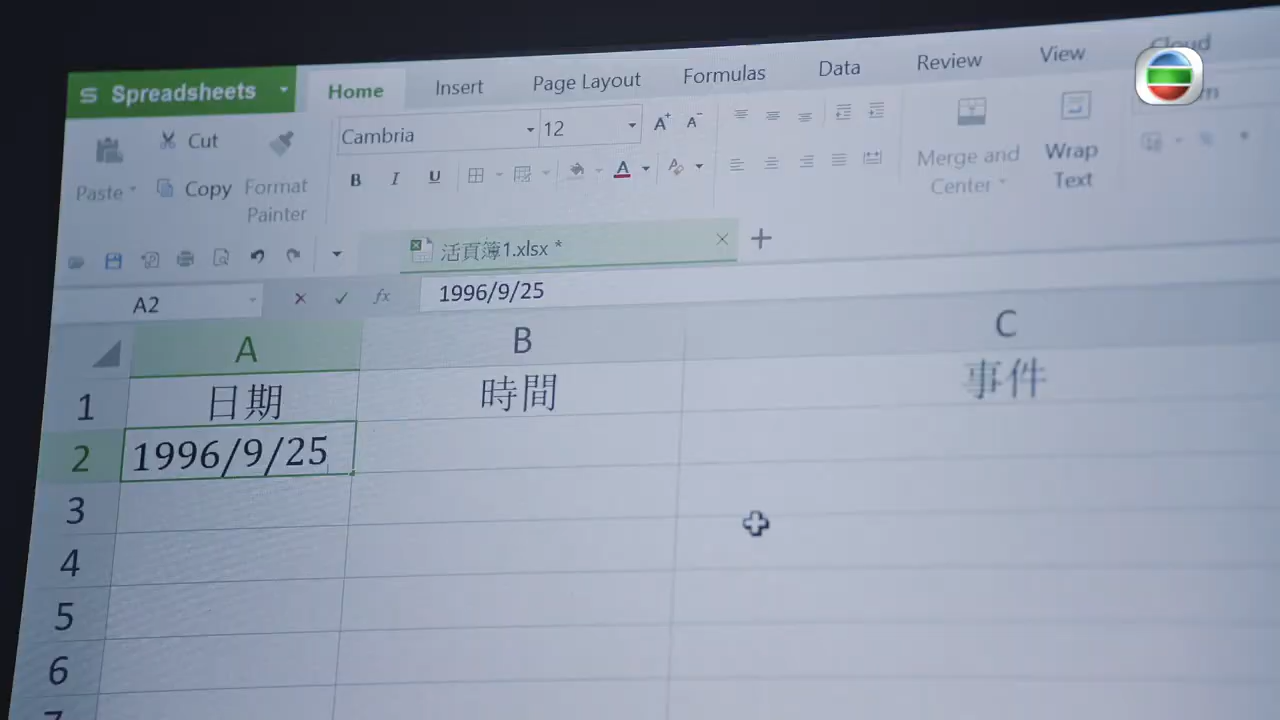 Spreadsheets Home Insert Page Layout Formulas Data Review View Cloud
Cut Cambria 12 A+ A-
Paste Copy Format Painter B I U A Merge and Center Wrap Text
活頁簿1.xlsx *
A2 fx 1996/9/25
A B C
1 日期 時間 事件
2 1996/9/25
3
4
5
6
7